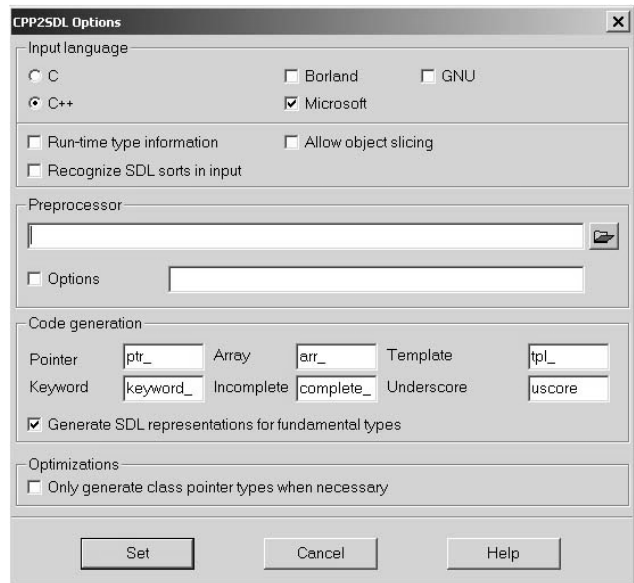 CPP2SDL Options
Input language
C Borland GNU
C++ Microsoft
Run-time type information Allow object slicing
Recognize SDL sorts in input
Preprocessor
Options
Code generation
Pointer ptr_ Array arr_ Template tpl_
Keyword keyword_ Incomplete complete_ Underscore uscore
Generate SDL representations for fundamental types
Optimizations
Only generate class pointer types when necessary
Set Cancel Help